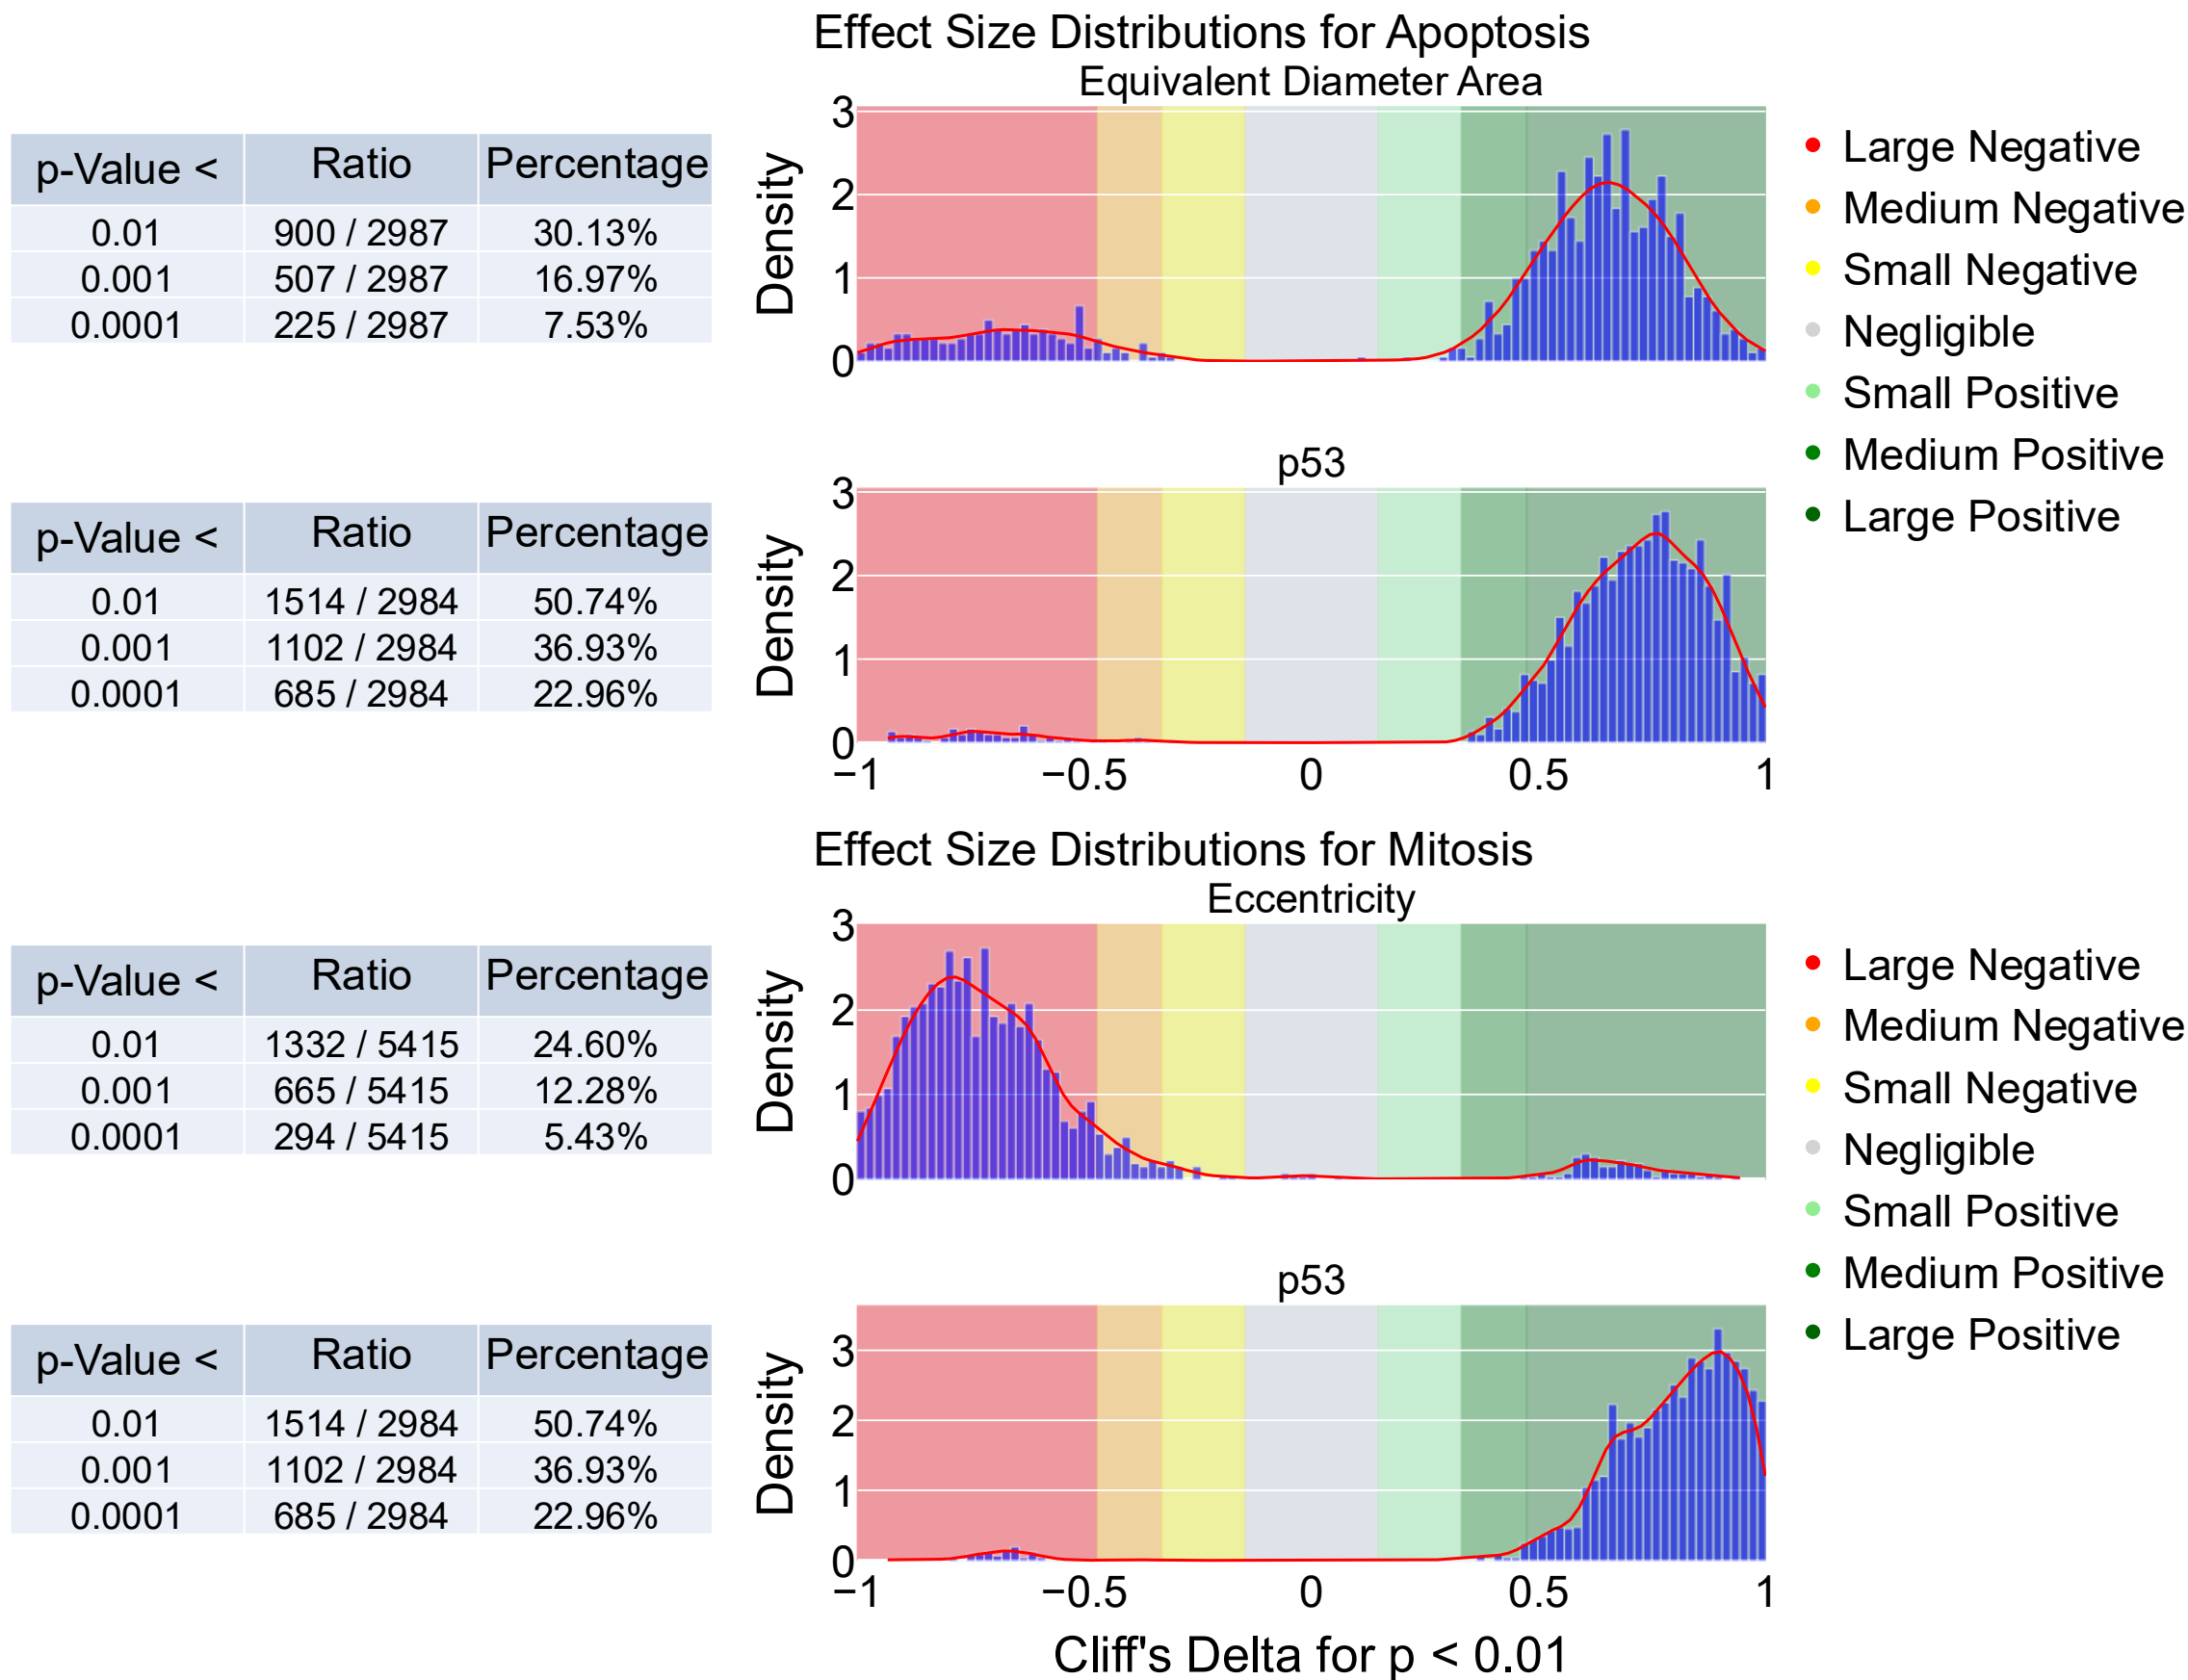 Effect Size Distributions for Apoptosis
Equivalent Diameter Area
p-Value < Ratio Percentage
0.01 900 / 2987 30.13%
0.001 507 / 2987 16.97%
0.0001 225 / 2987 7.53%
Density
3
2
1
0
Large Negative
Medium Negative
Small Negative
Negligible
Small Positive
Medium Positive
Large Positive
p53
p-Value < Ratio Percentage
0.01 1514 / 2984 50.74%
0.001 1102 / 2984 36.93%
0.0001 685 / 2984 22.96%
Density
3
2
1
0
−1 −0.5 0 0.5 1
Effect Size Distributions for Mitosis
Eccentricity
p-Value < Ratio Percentage
0.01 1332 / 5415 24.60%
0.001 665 / 5415 12.28%
0.0001 294 / 5415 5.43%
Density
3
2
1
0
Large Negative
Medium Negative
Small Negative
Negligible
Small Positive
Medium Positive
Large Positive
p53
p-Value < Ratio Percentage
0.01 1514 / 2984 50.74%
0.001 1102 / 2984 36.93%
0.0001 685 / 2984 22.96%
Density
3
2
1
0
−1 −0.5 0 0.5 1
Cliff's Delta for p < 0.01